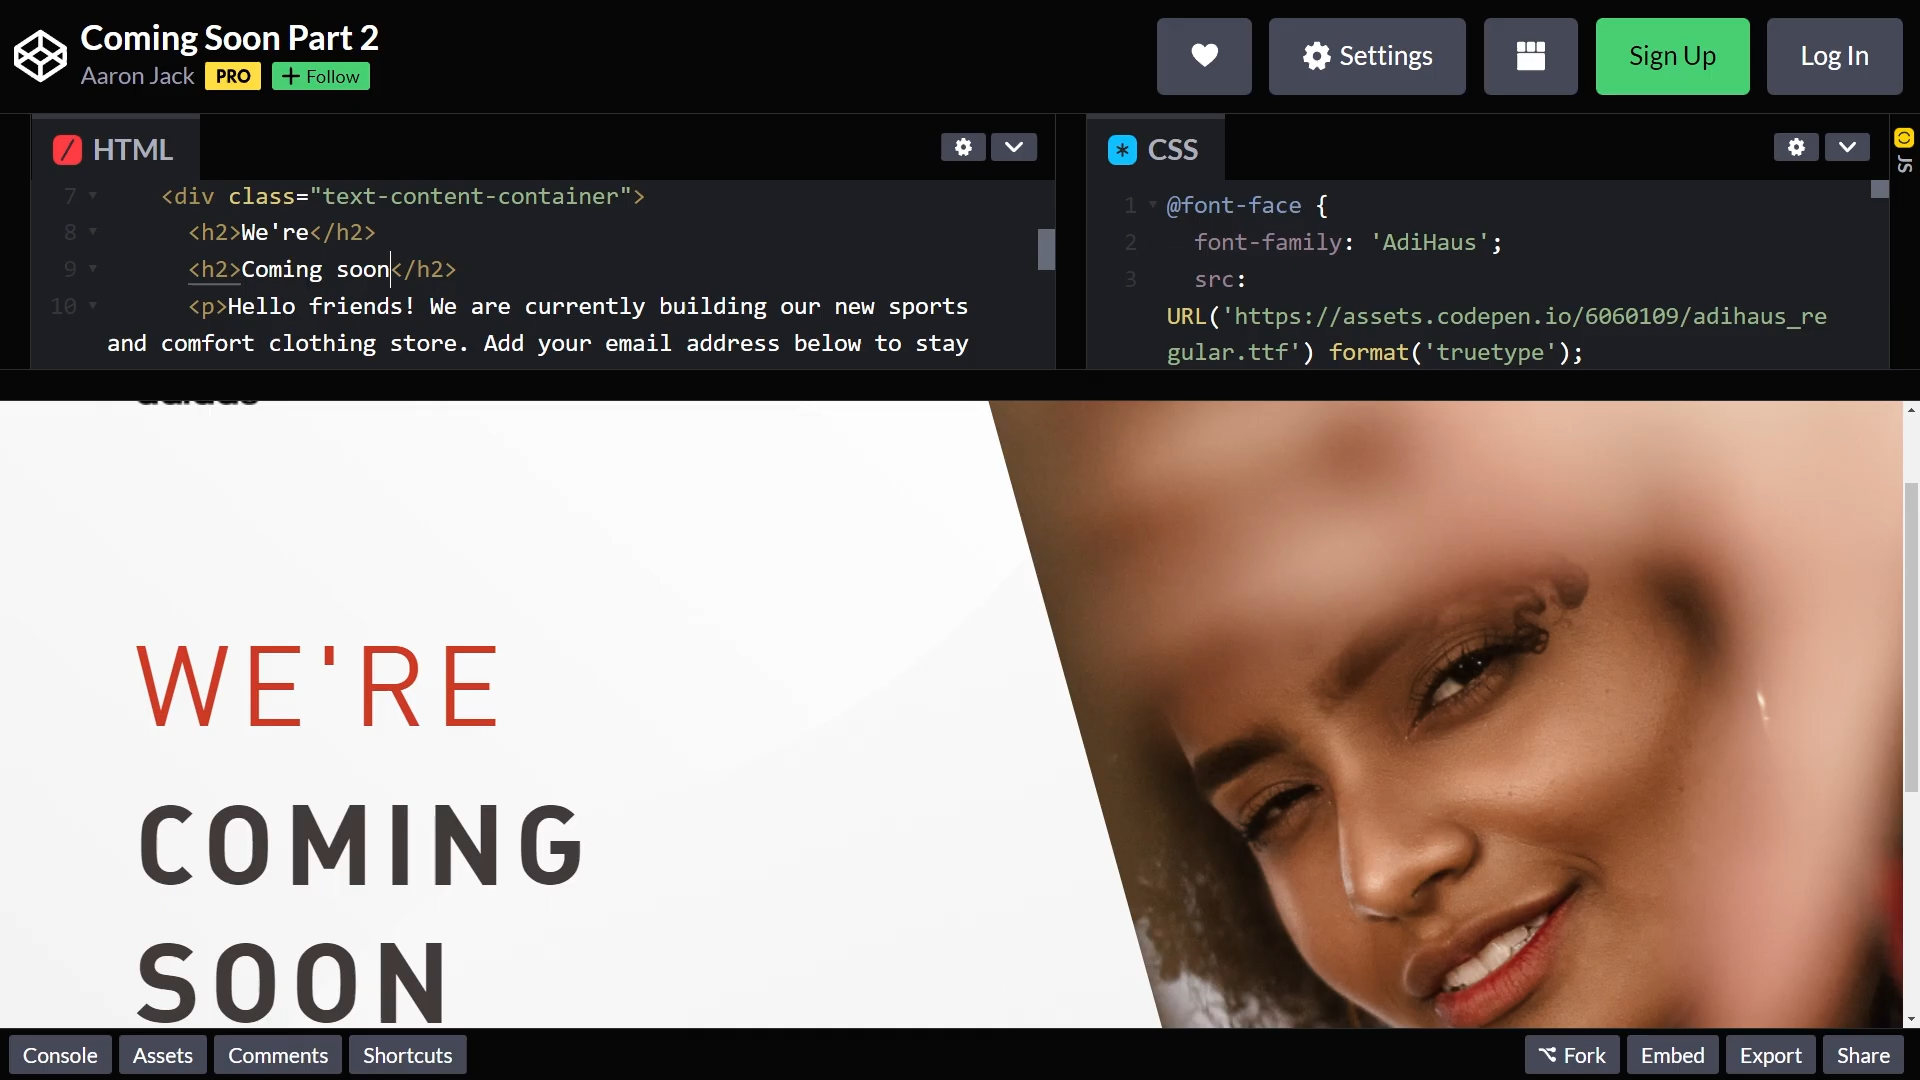 Coming Soon Part 2
Aaron Jack PRO + Follow
Settings
Sign Up
Log In
HTML
7 <div class="text-content-container">
8 <h2>We're</h2>
9 <h2>Coming soon</h2>
10 <p>Hello friends! We are currently building our new sports
and comfort clothing store. Add your email address below to stay
CSS
1 @font-face {
2 font-family: 'AdiHaus';
3 src:
URL('https://assets.codepen.io/6060109/adihaus_re
gular.ttf') format('truetype');
JS
WE'RE
COMING
SOON
Console Assets Comments Shortcuts
Fork Embed Export Share